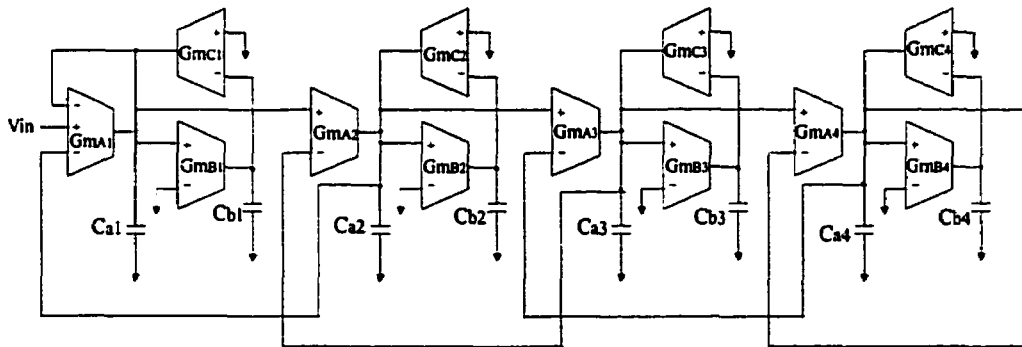 GmC1 GmC2 GmC3 GmC4
+ + + +
- - - -
- + + +
Vin + GmA1 GmA2 GmA3 GmA4
- - - -
+ + + +
GmB1 GmB2 GmB3 GmB4
- - - -
Ca1 Cb1 Ca2 Cb2 Ca3 Cb3 Ca4 Cb4